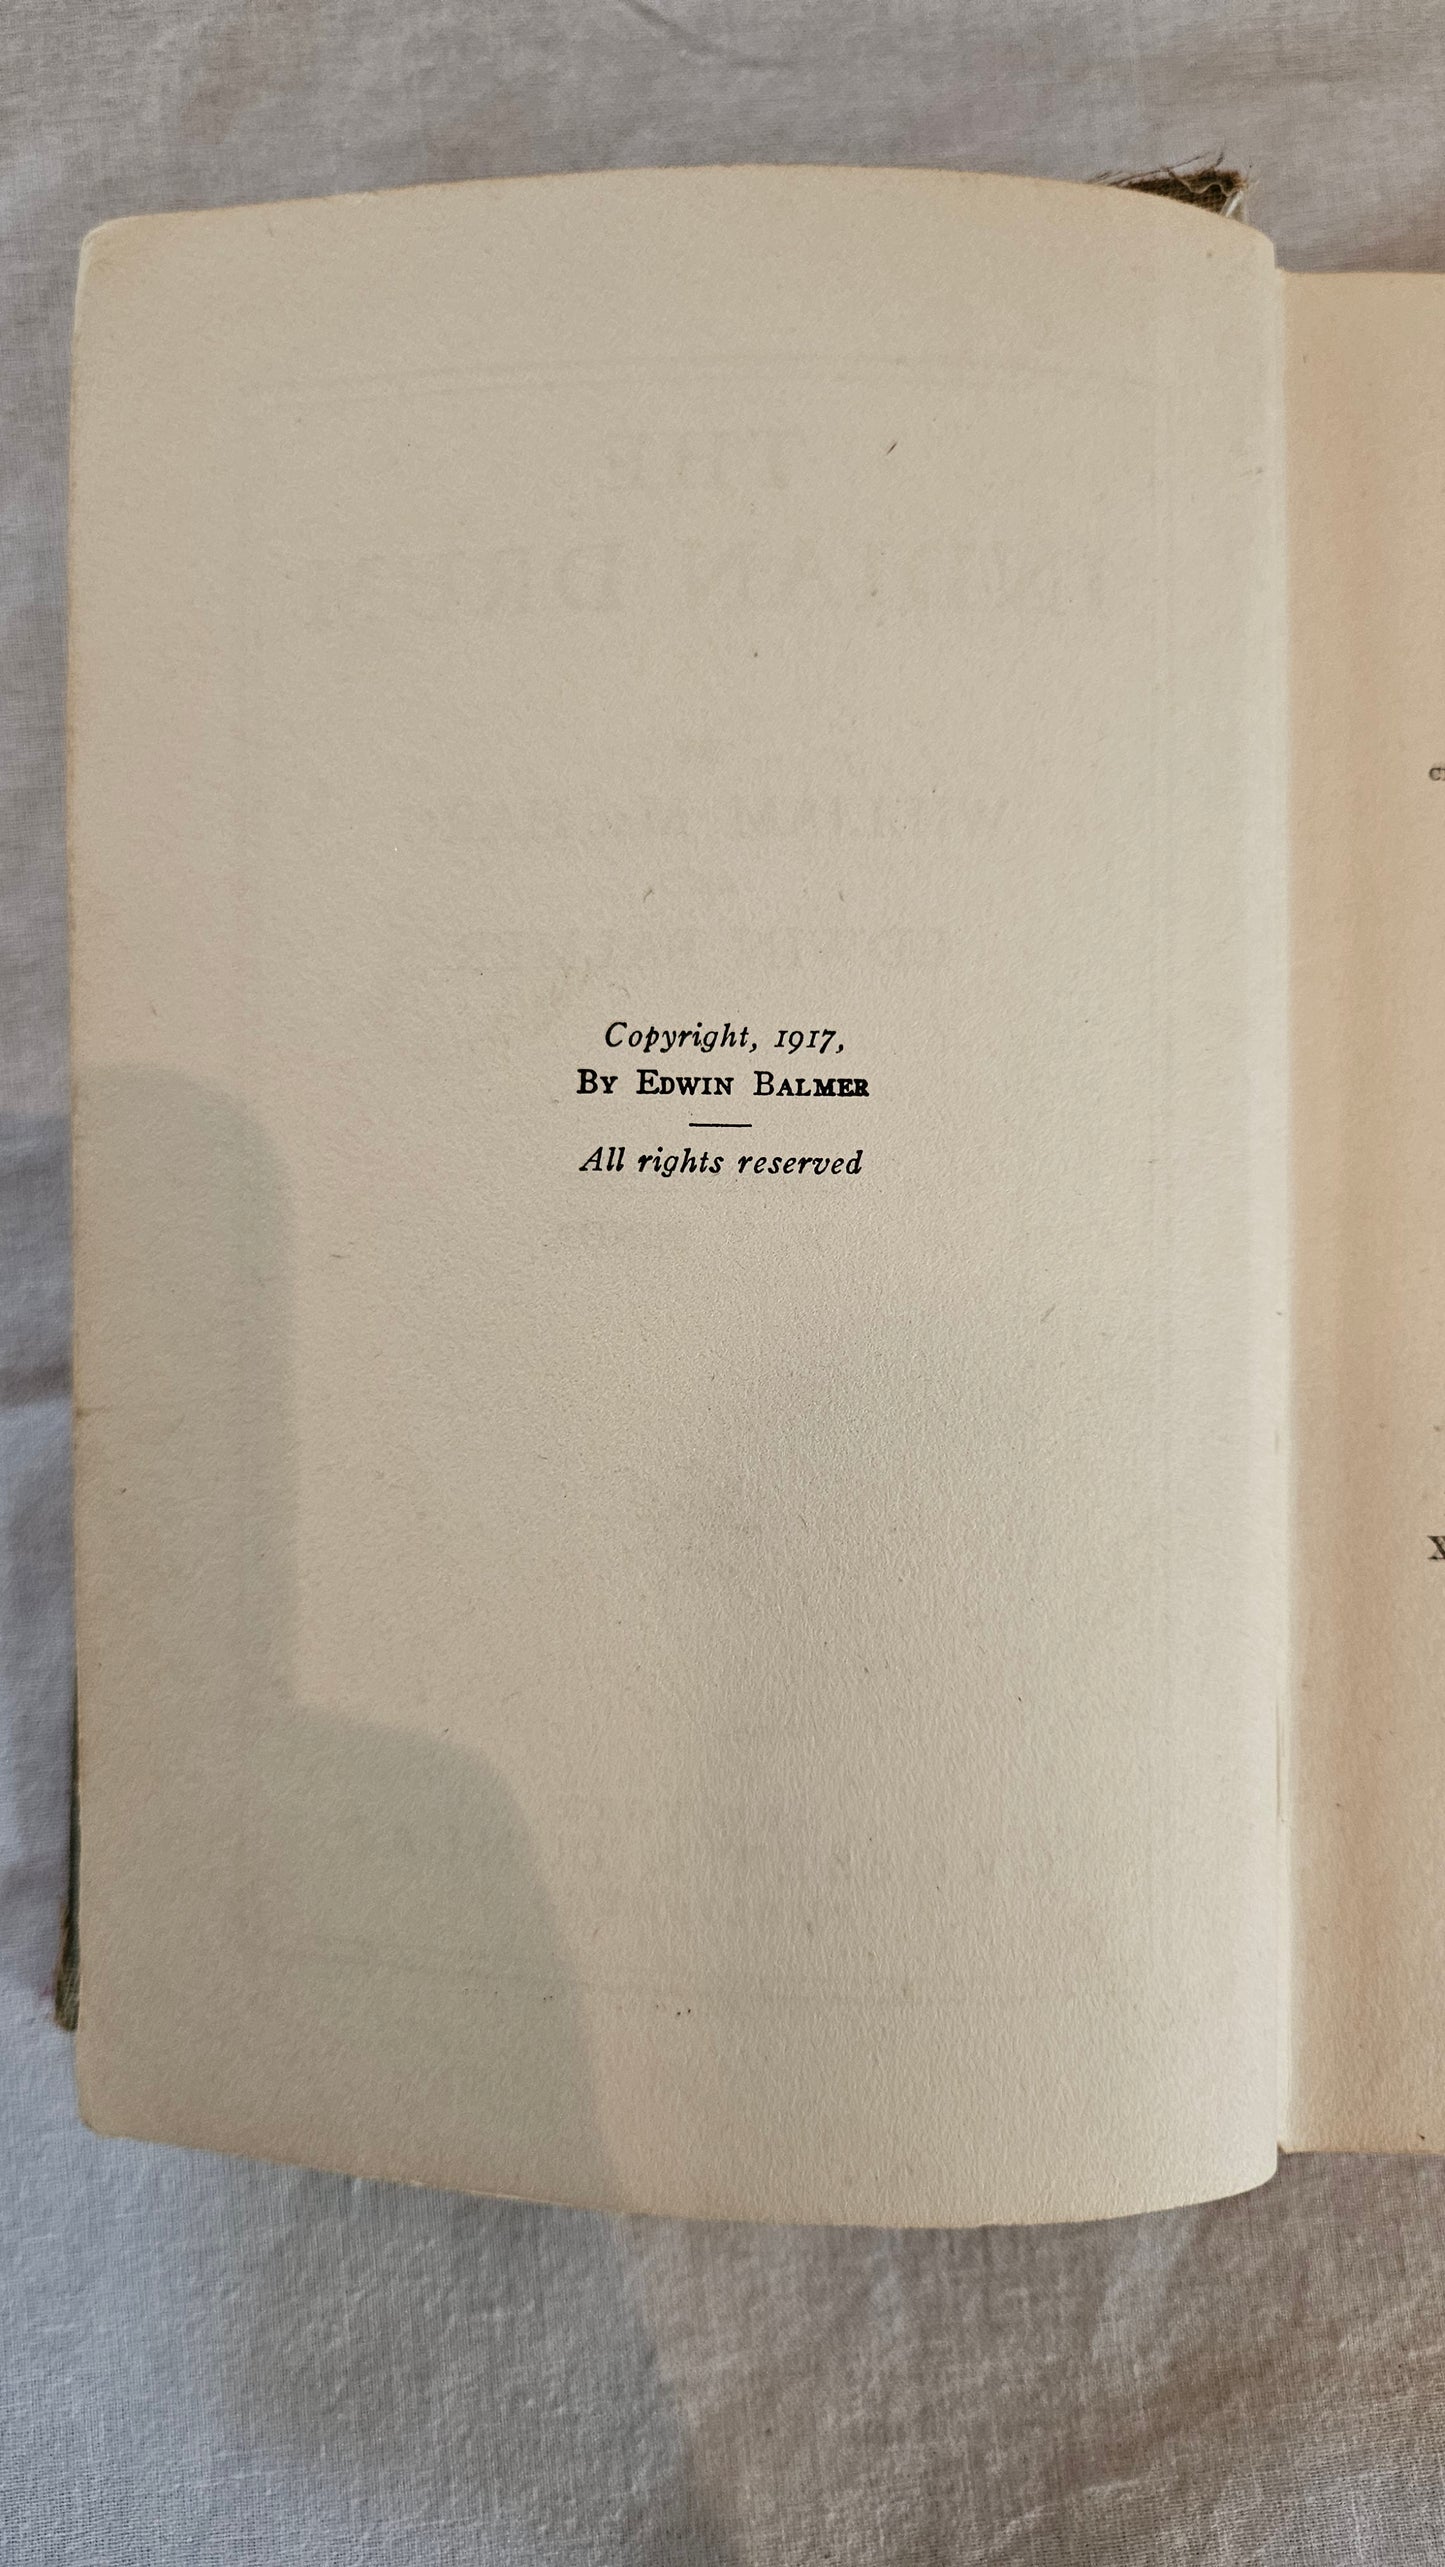 Copyright, 1917,
By Edwin Balmer
All rights reserved